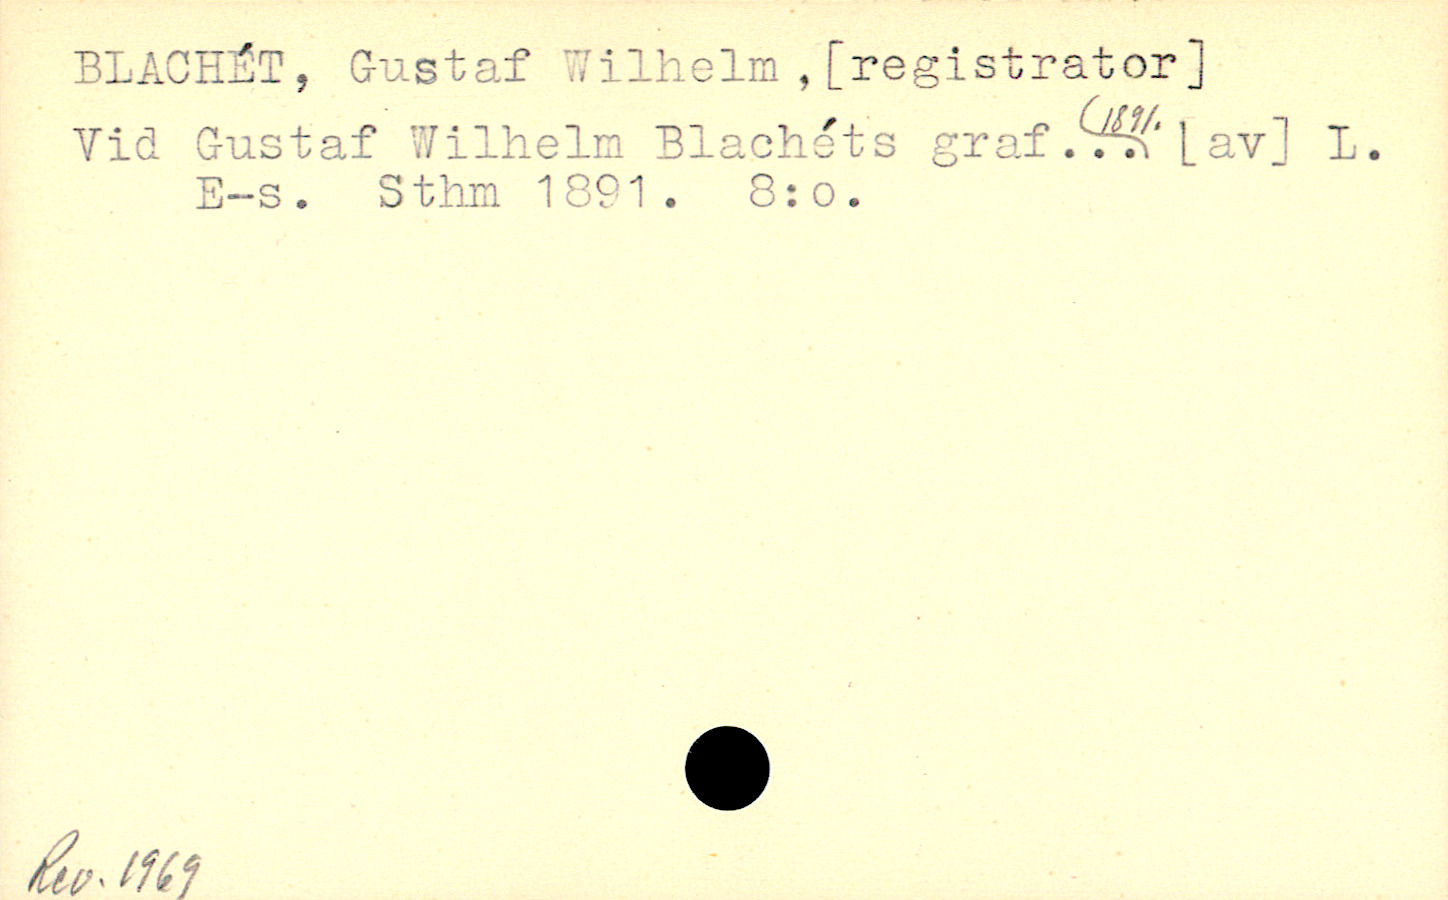 BLACHÉT, Gustaf Wilhelm, [registrator]
Vid Gustaf Wilhelm Blachéts graf. 1891. .. [av] L.
E-s. Sthm 1891. 8:o.
Rev. 1969